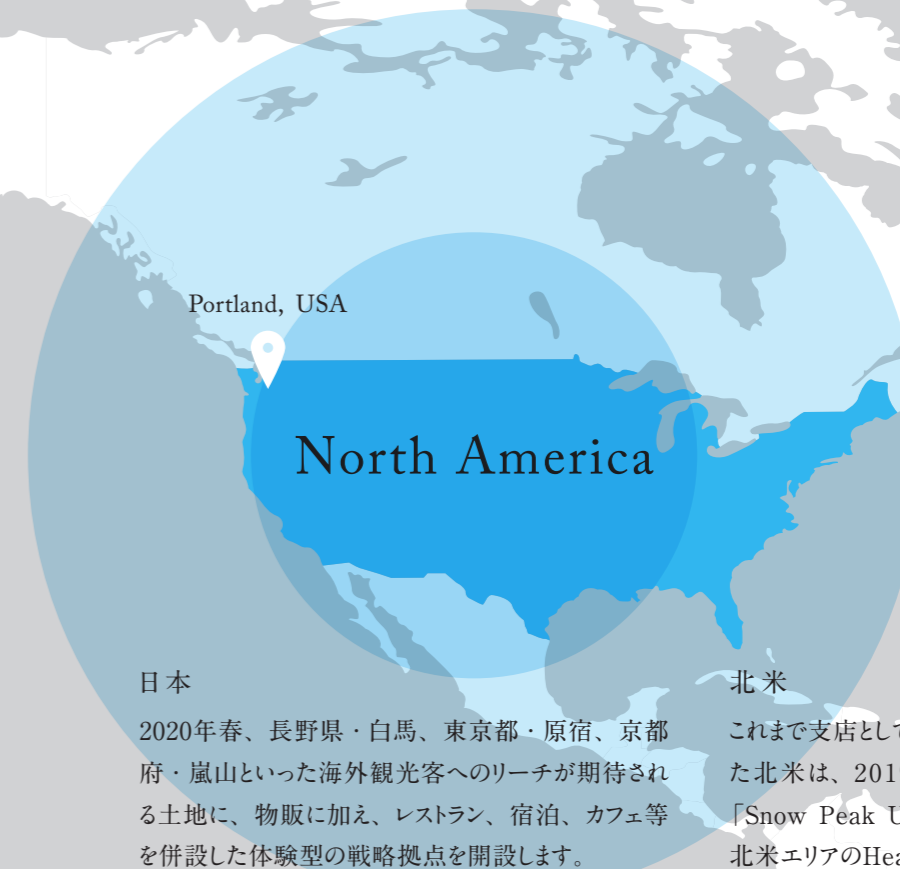 Portland, USA
North America
日本
2020年春、長野県・白馬、東京都・原宿、京都
府・嵐山といった海外観光客へのリーチが期待され
る土地に、物販に加え、レストラン、宿泊、カフェ等
を併設した体験型の戦略拠点を開設します。
北米
これまで支店として
た北米は、201
「Snow Peak U
北米エリアのHea